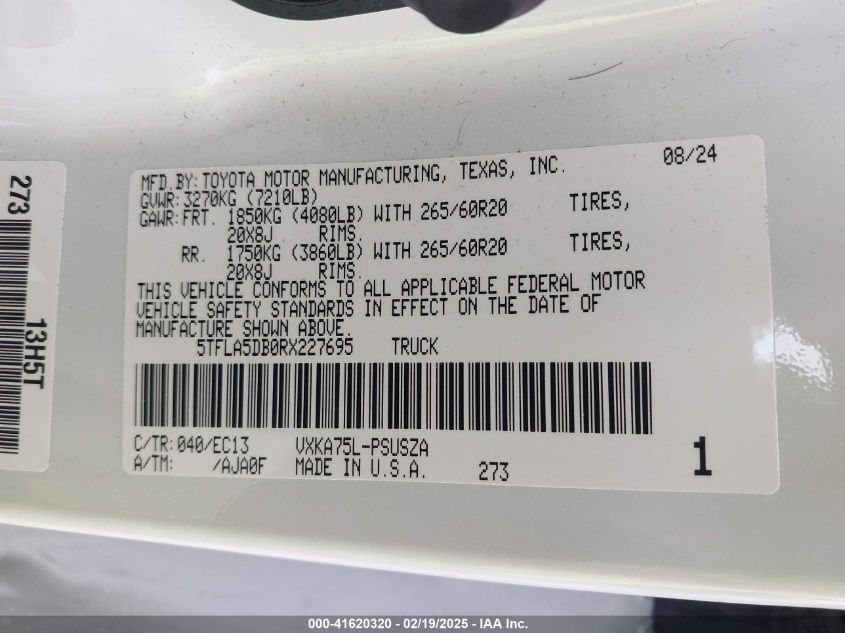 MFD.BY:TOYOTA MOTOR MANUFACTURING, TEXAS, INC. 08/24
GVWR:3270KG (7210LB)
GAWR:FRT. 1850KG (4080LB) WITH 265/60R20 TIRES,
20X8J RIMS.
RR. 1750KG (3860LB) WITH 265/60R20 TIRES,
20X8J RIMS.
THIS VEHICLE CONFORMS TO ALL APPLICABLE FEDERAL MOTOR
VEHICLE SAFETY STANDARDS IN EFFECT ON THE DATE OF
MANUFACTURE SHOWN ABOVE.
5TFLA5DB0RX227695 TRUCK
C/TR:040/EC13 VXKA75L-PSUSZA
A/TM: /AJA0F MADE IN U.S.A. 273 1
273 13H5T
000-41620320 - 02/19/2025 - IAA Inc.